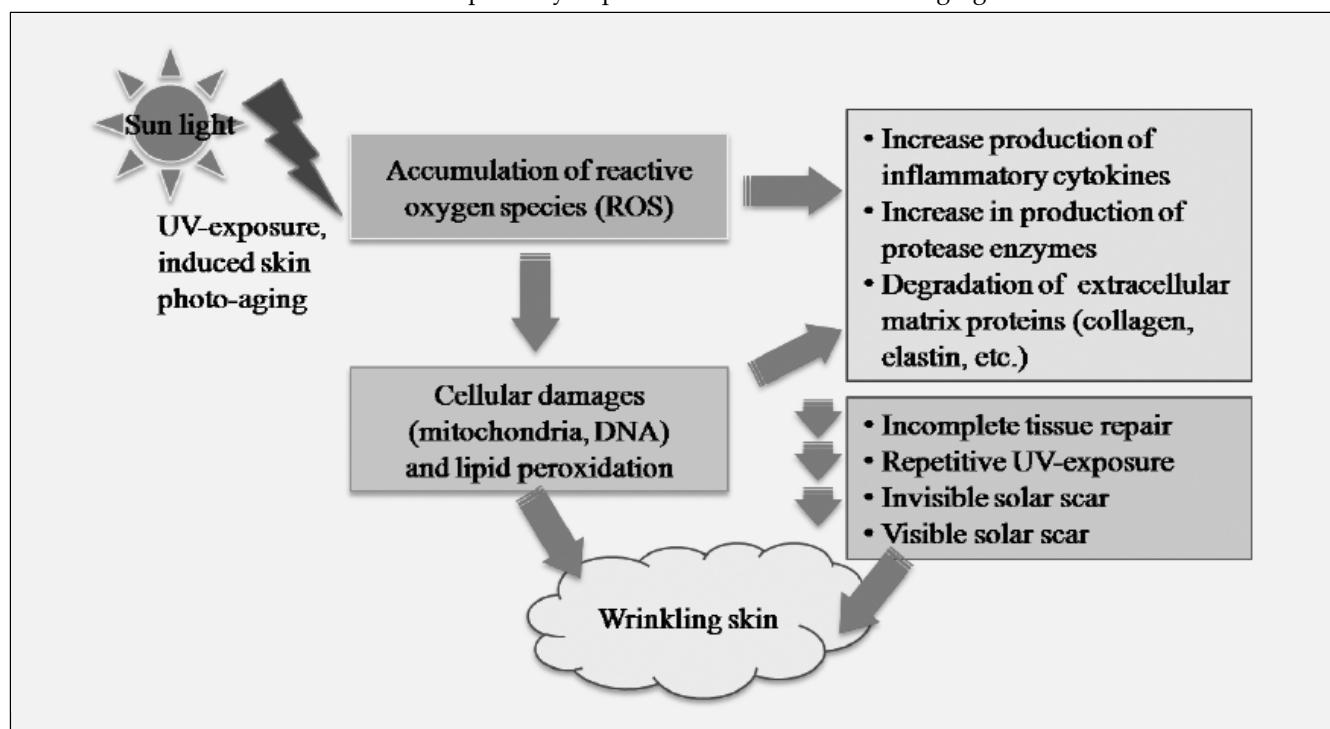 Sun light
UV-exposure,
induced skin
photo-aging
Accumulation of reactive
oxygen species (ROS)
• Increase production of
inflammatory cytokines
• Increase in production of
protease enzymes
• Degradation of extracellular
matrix proteins (collagen,
elastin, etc.)
Cellular damages
(mitochondria, DNA)
and lipid peroxidation
• Incomplete tissue repair
• Repetitive UV-exposure
• Invisible solar scar
• Visible solar scar
Wrinkling skin